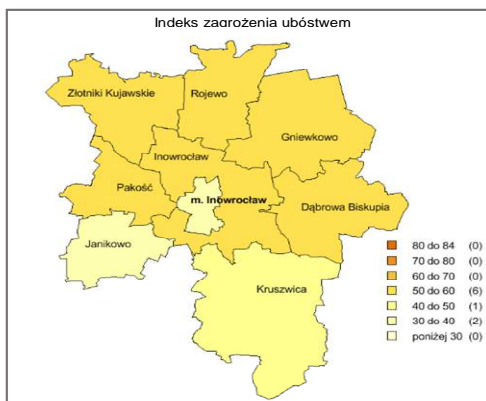 Indeks zagrożenia ubóstwem
Złotniki Kujawskie
Rojewo
Gniewkowo
Inowrocław
Pakość
m. Inowrocław
Dąbrowa Biskupia
Janikowo
Kruszwica
80 do 84 (0)
70 do 80 (0)
60 do 70 (0)
50 do 60 (6)
40 do 50 (1)
30 do 40 (2)
poniżej 30 (0)